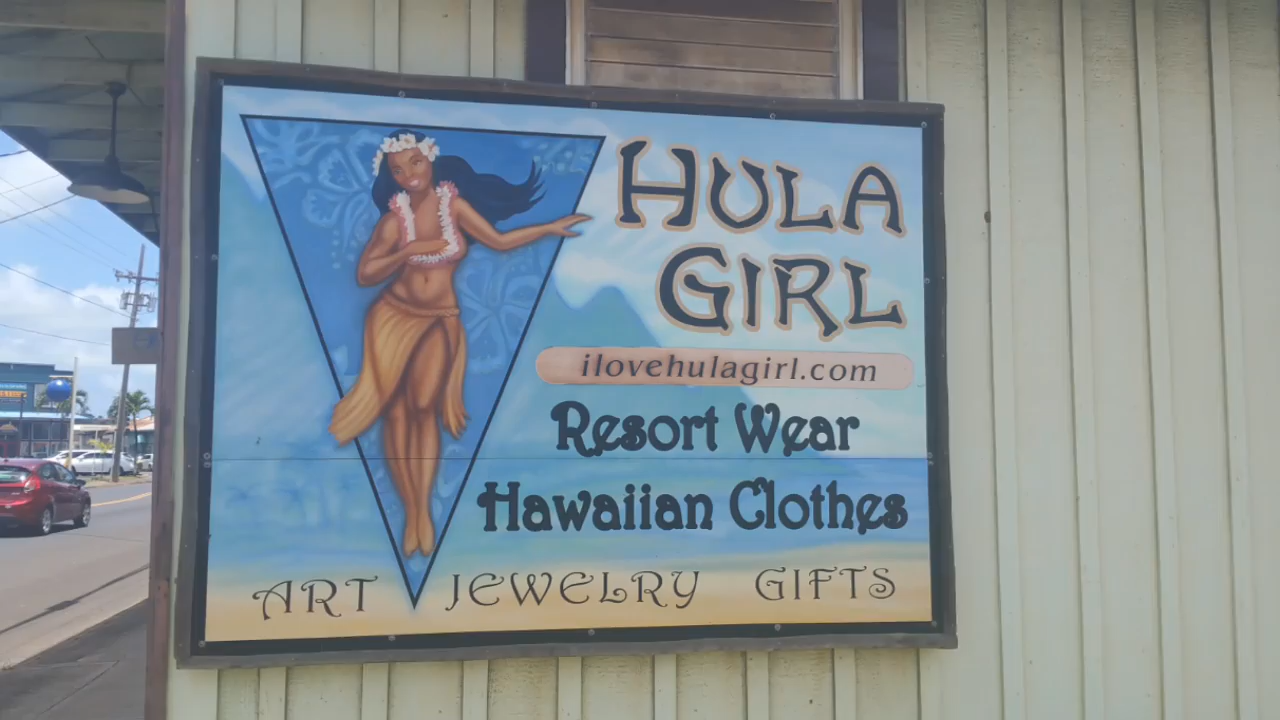 HULA
GIRL
ilovehulagirl.com
Resort Wear
Hawaiian Clothes
ART JEWELRY GIFTS